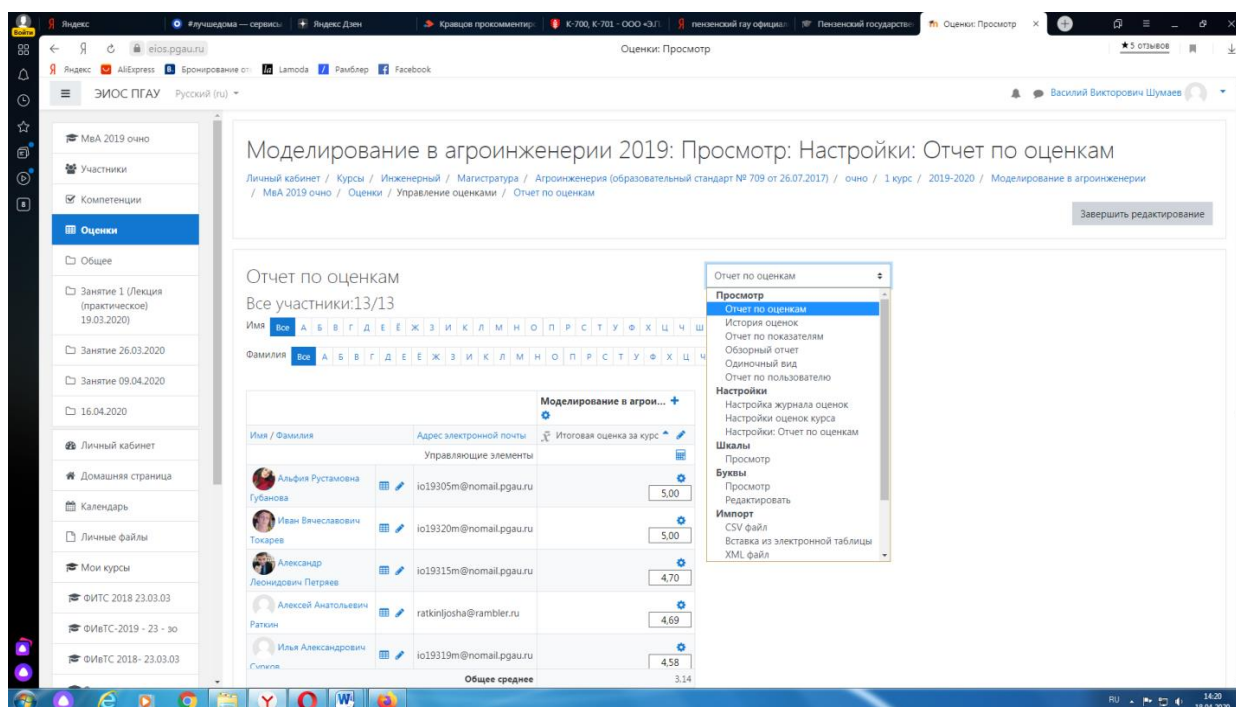 Яндекс
#лучшедома — сервисы
Яндекс Дзен
Кравцов прокомментиро
К-700, К-701 - ООО «Э.Л.
пензенский гау официал
Пензенский государстве
Оценки: Просмотр
Войти
eios.pgau.ru
Оценки: Просмотр
★5 отзывов
Яндекс
AliExpress
Бронирование от
Lamoda
Рамблер
Facebook
ЭИОС ПГАУ
Русский (ru)
Василий Викторович Шумаев
МвА 2019 очно
Участники
Компетенции
Оценки
Общее
Занятие 1 (Лекция
(практическое)
19.03.2020)
Занятие 26.03.2020
Занятие 09.04.2020
16.04.2020
Личный кабинет
Домашняя страница
Календарь
Личные файлы
Мои курсы
ФИТС 2018 23.03.03
ФИвТС-2019 - 23 - зо
ФИвТС 2018- 23.03.03
Моделирование в агроинженерии 2019: Просмотр: Настройки: Отчет по оценкам
Личный кабинет / Курсы / Инженерный / Магистратура / Агроинженерия (образовательный стандарт № 709 от 26.07.2017) / очно / 1 курс / 2019-2020 / Моделирование в агроинженерии
/ МвА 2019 очно / Оценки / Управление оценками / Отчет по оценкам
Завершить редактирование
Отчет по оценкам
Все участники:13/13
Имя Все А Б В Г Д Е Ё Ж З И К Л М Н О П Р С Т У Ф Х Ц Ч Ш
Фамилия Все А Б В Г Д Е Ё Ж З И К Л М Н О П Р С Т У Ф Х Ц Ч
Моделирование в агрои...
Имя / Фамилия
Адрес электронной почты
Итоговая оценка за курс
Управляющие элементы
Альфия Рустамовна
Губанова
io19305m@nomail.pgau.ru
5,00
Иван Вячеславович
Токарев
io19320m@nomail.pgau.ru
5,00
Александр
Леонидович Петряев
io19315m@nomail.pgau.ru
4,70
Алексей Анатольевич
Раткин
ratkinljosha@rambler.ru
4,69
Илья Александрович
Сурков
io19319m@nomail.pgau.ru
4,58
Общее среднее
3.14
Отчет по оценкам
Просмотр
Отчет по оценкам
История оценок
Отчет по показателям
Обзорный отчет
Одиночный вид
Отчет по пользователю
Настройки
Настройка журнала оценок
Настройки оценок курса
Настройки: Отчет по оценкам
Шкалы
Просмотр
Буквы
Просмотр
Редактировать
Импорт
CSV файл
Вставка из электронной таблицы
XML файл
RU
14:20
18.04.2020